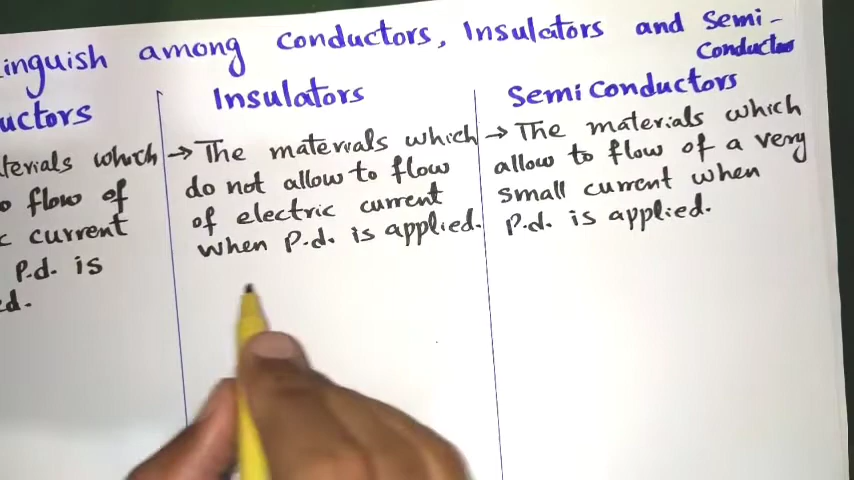 inguish among conductors, Insulators and Semi-
Conductors
uctors
terials which
o flow of
c current
P.d. is
ed.
Insulators
→ The materials which
do not allow to flow
of electric current
when P.d. is applied.
Semi Conductors
→ The materials which
allow to flow of a very
small current when
P.d. is applied.